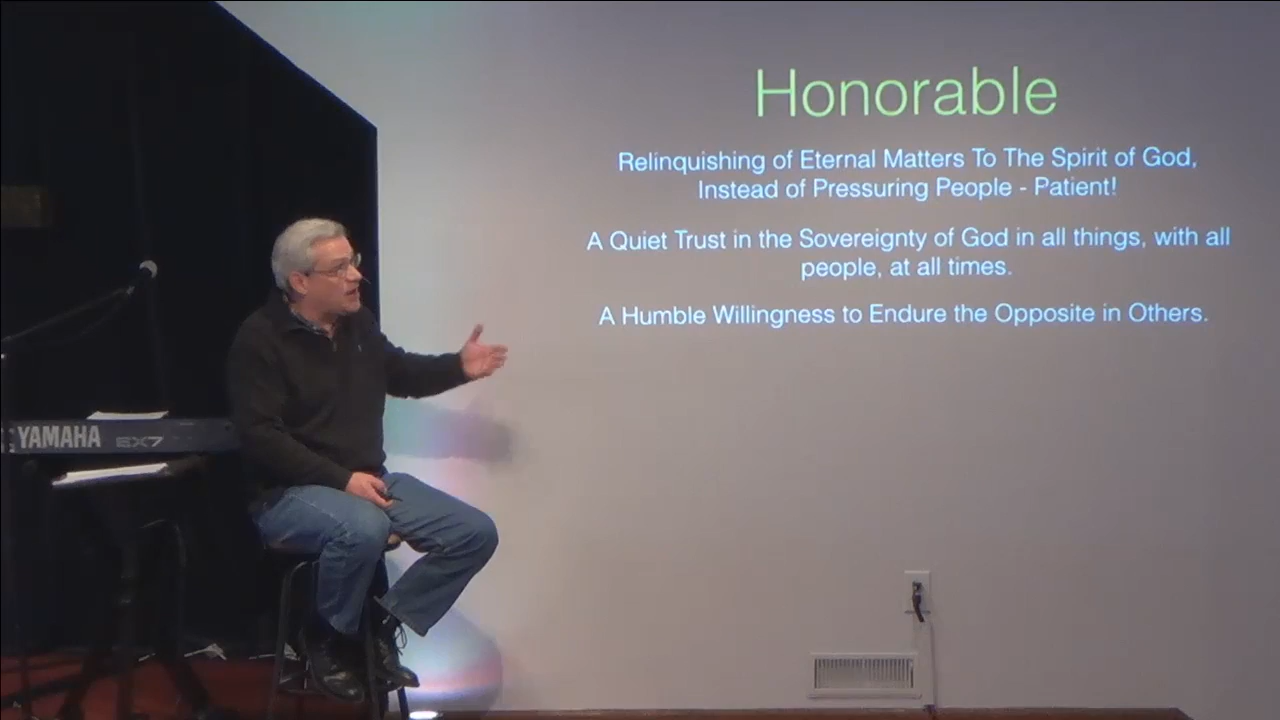 Honorable
Relinquishing of Eternal Matters To The Spirit of God,
Instead of Pressuring People - Patient!
A Quiet Trust in the Sovereignty of God in all things, with all
people, at all times.
A Humble Willingness to Endure the Opposite in Others.
YAMAHA EX7